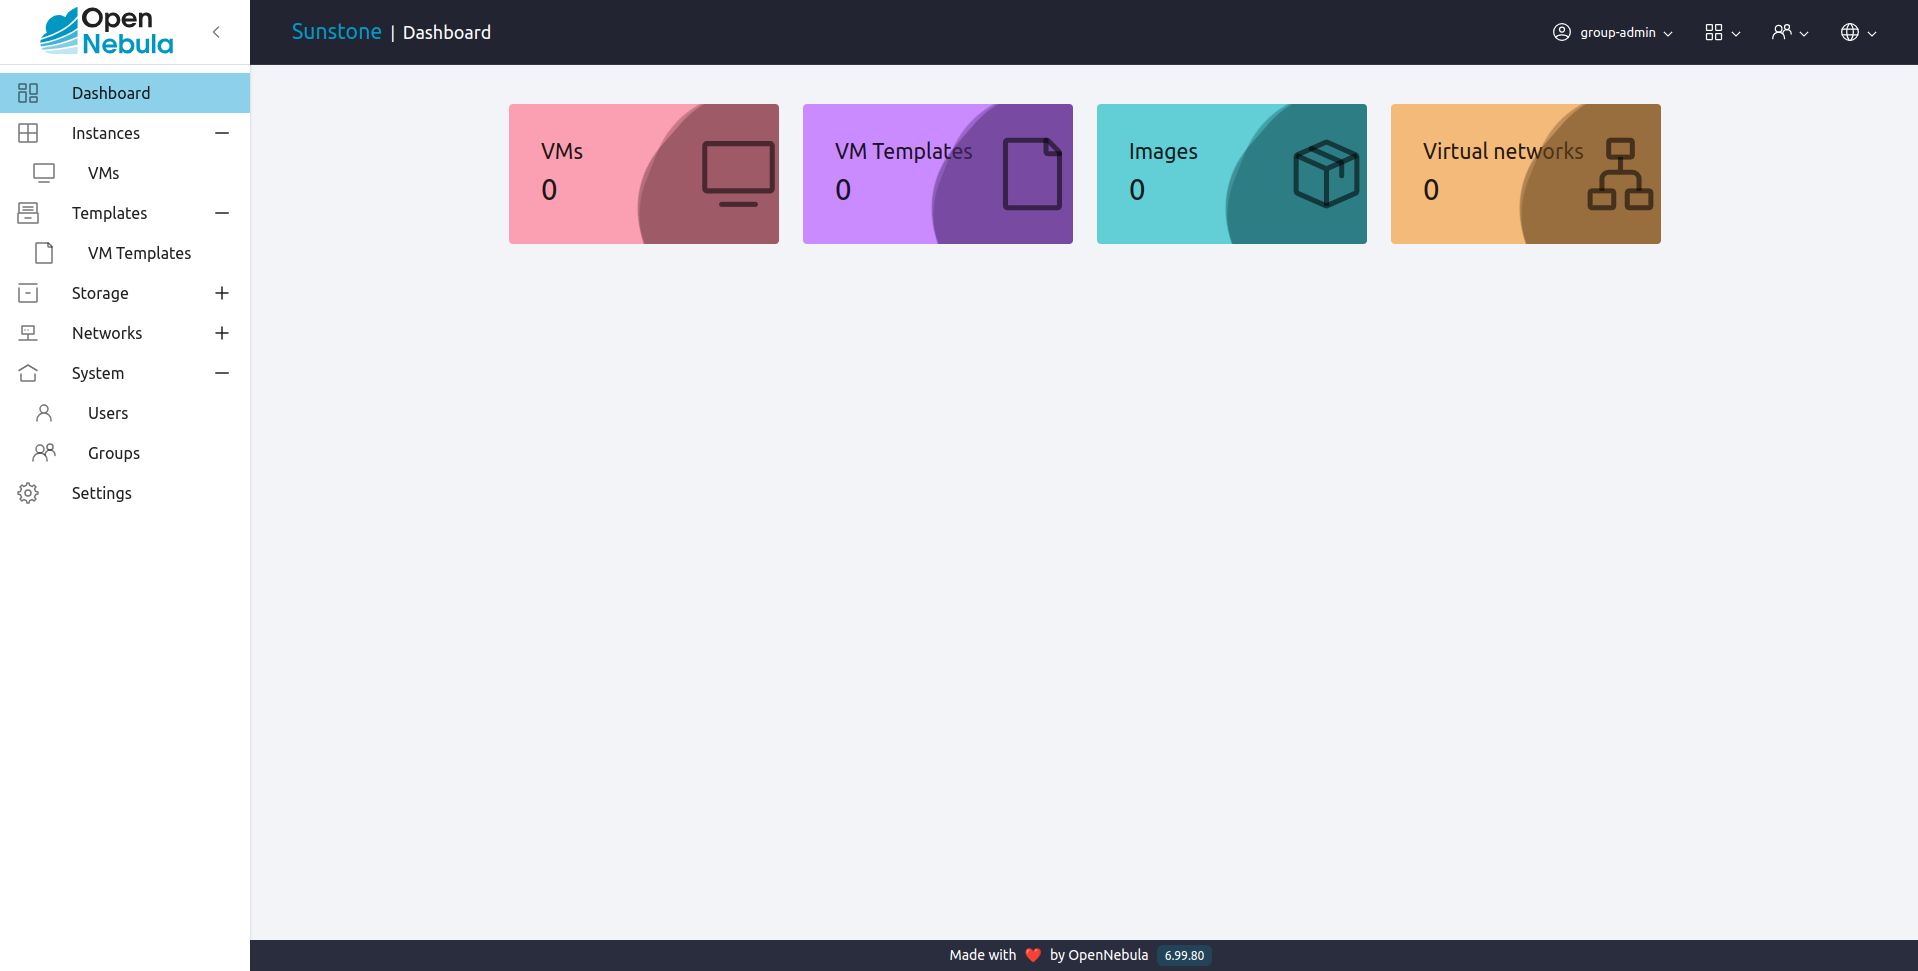 Open
Nebula
Sunstone | Dashboard
group-admin
Dashboard
Instances
VMs
Templates
VM Templates
Storage
Networks
System
Users
Groups
Settings
VMs
0
VM Templates
0
Images
0
Virtual networks
0
Made with ❤️ by OpenNebula 6.99.80